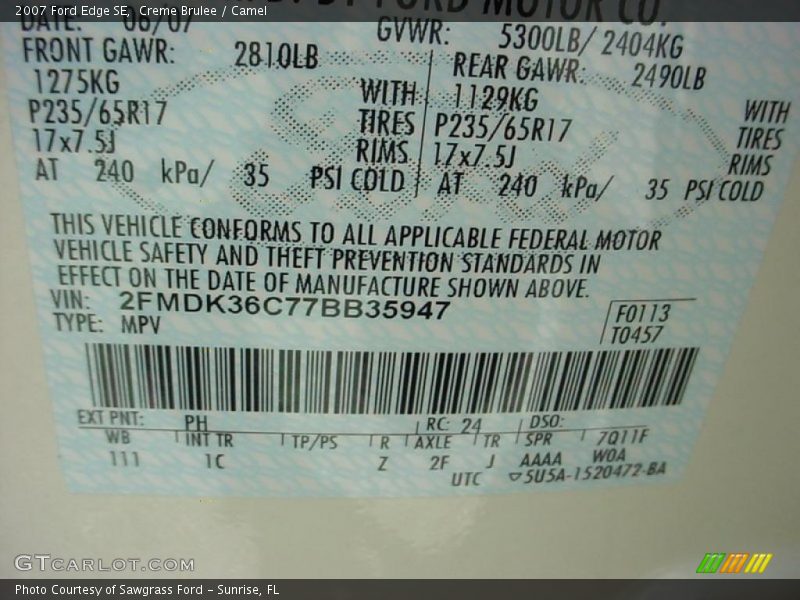 2007 Ford Edge SE, Creme Brulee / Camel
BY FORD MOTOR CO.
DATE: 06/07 GVWR: 5300LB/ 2404KG
FRONT GAWR: 2810LB REAR GAWR: 2490LB
1275KG WITH 1129KG WITH
P235/65R17 TIRES P235/65R17 TIRES
17x7.5J RIMS 17x7.5J RIMS
AT 240 kPa/ 35 PSI COLD AT 240 kPa/ 35 PSI COLD
THIS VEHICLE CONFORMS TO ALL APPLICABLE FEDERAL MOTOR
VEHICLE SAFETY AND THEFT PREVENTION STANDARDS IN
EFFECT ON THE DATE OF MANUFACTURE SHOWN ABOVE.
VIN: 2FMDK36C77BB35947
TYPE: MPV
F0113
T0457
EXT PNT: PH RC: 24 DSO:
WB INT TR TP/PS R AXLE TR SPR 7Q11F
111 1C Z 2F J AAAA WOA
UTC ▽5U5A-1520472-BA
GTCARLOT.COM
Photo Courtesy of Sawgrass Ford - Sunrise, FL